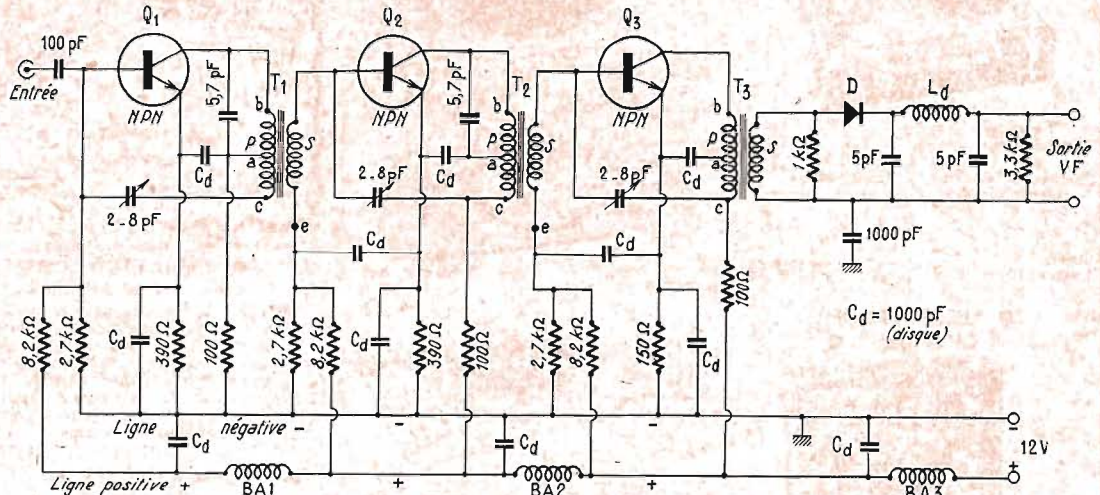 Q1
Q2
Q3
100 pF
Entrée
NPN
5,7 pF
T1
b
p
a
c
S
Cd
2-8 pF
e
NPN
5,7 pF
T2
b
p
a
c
S
Cd
2-8 pF
e
NPN
T3
b
p
a
c
S
Cd
2-8 pF
D
Ld
1 kΩ
5 pF
5 pF
3,3 kΩ
Sortie
VF
1000 pF
Cd
Cd
100 Ω
Cd = 1000 pF
(disque)
8,2 kΩ
2,7 kΩ
Cd
390 Ω
100 Ω
2,7 kΩ
8,2 kΩ
Cd
390 Ω
100 Ω
2,7 kΩ
8,2 kΩ
150 Ω
Cd
Ligne négative -
-
-
-
Cd
Cd
Cd
12V
Ligne positive +
BA1
+
BA2
+
BA3
+